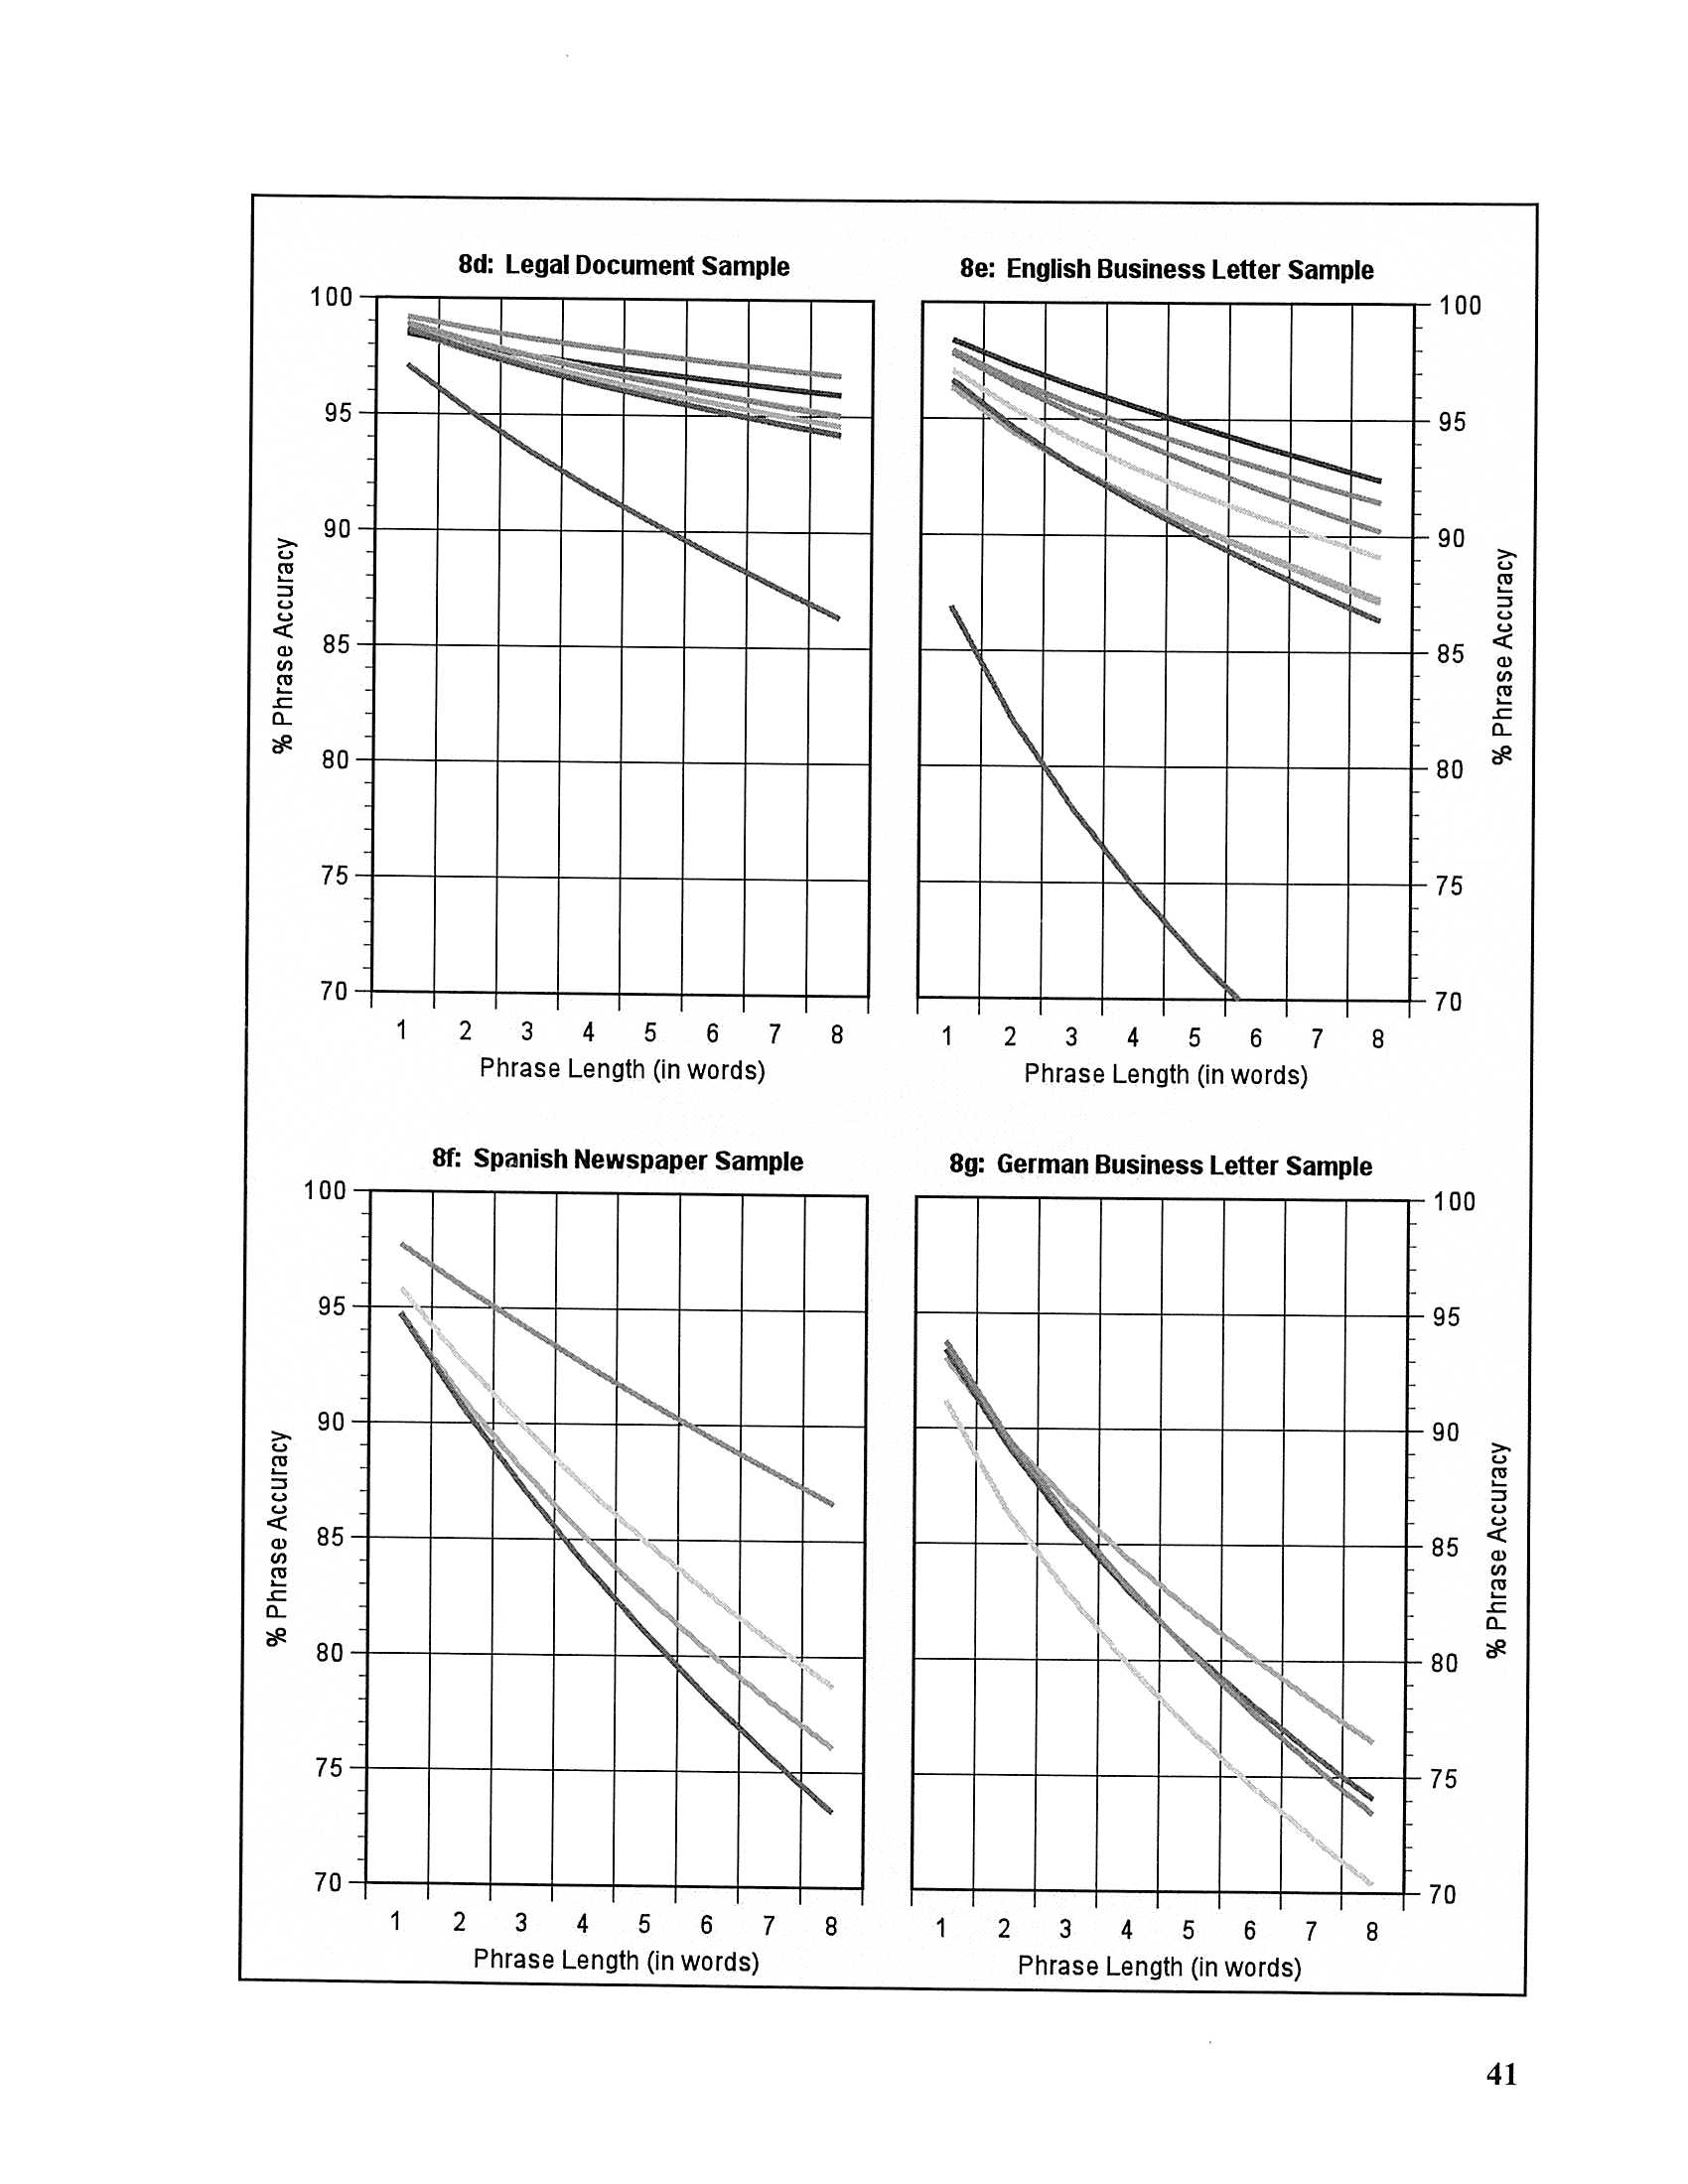 8d: Legal Document Sample
100
95
90
85
80
75
70
% Phrase Accuracy
1 2 3 4 5 6 7 8
Phrase Length (in words)
8e: English Business Letter Sample
100
95
90
85
80
75
70
% Phrase Accuracy
1 2 3 4 5 6 7 8
Phrase Length (in words)
8f: Spanish Newspaper Sample
100
95
90
85
80
75
70
% Phrase Accuracy
1 2 3 4 5 6 7 8
Phrase Length (in words)
8g: German Business Letter Sample
100
95
90
85
80
75
70
% Phrase Accuracy
1 2 3 4 5 6 7 8
Phrase Length (in words)
41